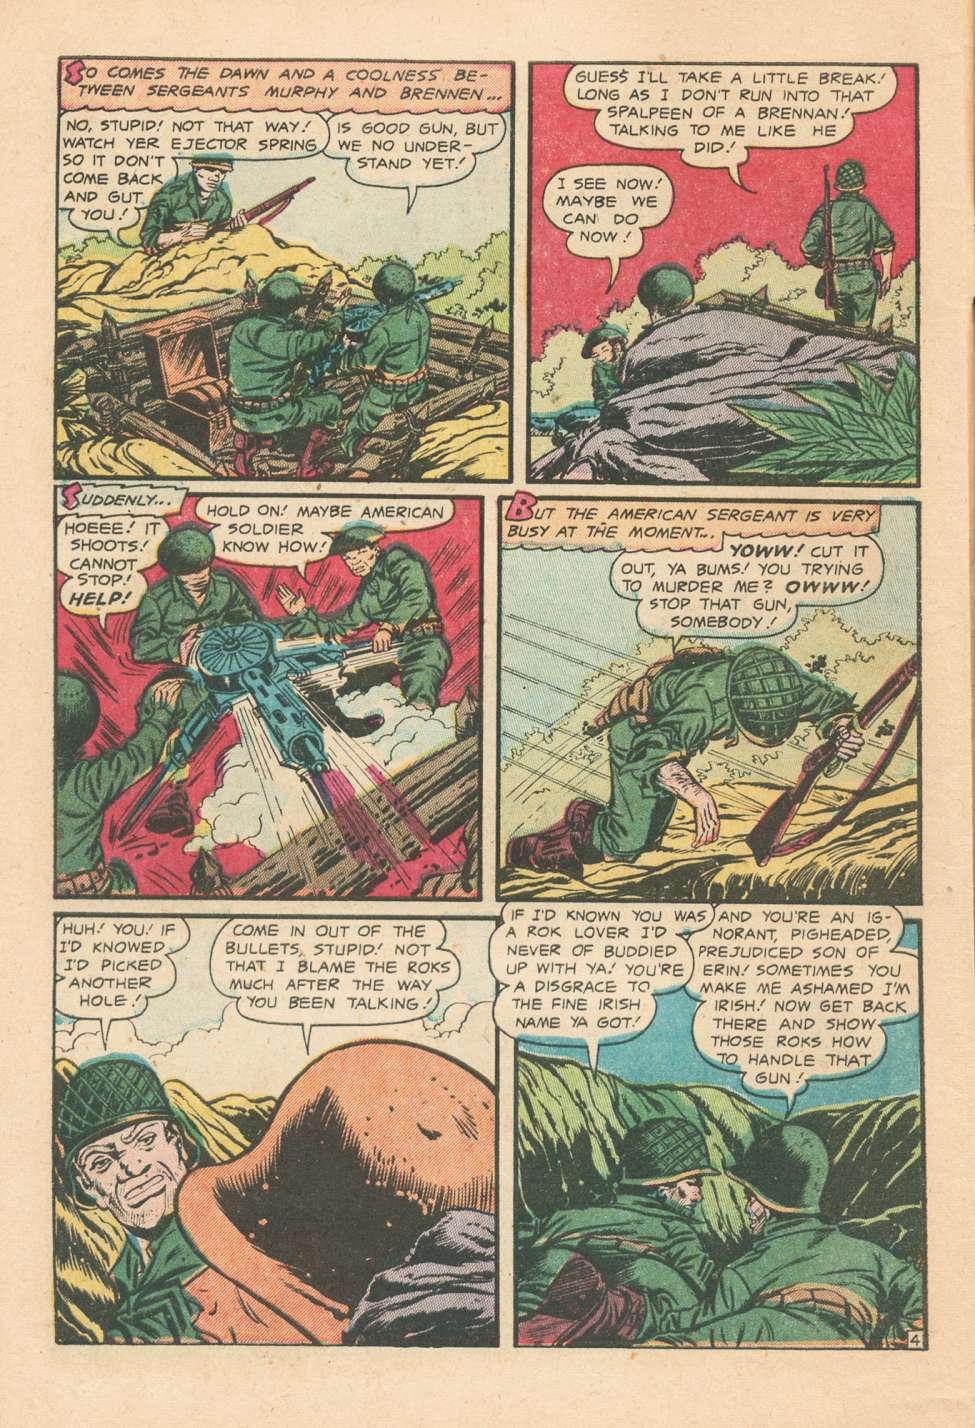 SO COMES THE DAWN AND A COOLNESS BE-
TWEEN SERGEANTS MURPHY AND BRENNEN...
NO, STUPID! NOT THAT WAY!
WATCH YER EJECTOR SPRING
SO IT DON'T
COME BACK
AND GUT
YOU!
IS GOOD GUN, BUT
WE NO UNDER-
STAND YET!
GUESS I'LL TAKE A LITTLE BREAK!
LONG AS I DON'T RUN INTO THAT
SPALPEEN OF A BRENNAN!
TALKING TO ME LIKE HE
DID!
I SEE NOW!
MAYBE WE
CAN DO
NOW!
SUDDENLY...
HOEEE! IT
SHOOTS!
CANNOT
STOP!
HELP!
HOLD ON! MAYBE AMERICAN
SOLDIER
KNOW HOW!
BUT THE AMERICAN SERGEANT IS VERY
BUSY AT THE MOMENT...
YOWW! CUT IT
OUT, YA BUMS! YOU TRYING
TO MURDER ME? OWWW!
STOP THAT GUN,
SOMEBODY!
HUH! YOU! IF
I'D KNOWED
I'D PICKED
ANOTHER
HOLE!
COME IN OUT OF THE
BULLETS, STUPID! NOT
THAT I BLAME THE ROKS
MUCH AFTER THE WAY
YOU BEEN TALKING!
IF I'D KNOWN YOU WAS
A ROK LOVER I'D
NEVER OF BUDDIED
UP WITH YA! YOU'RE
A DISGRACE TO
THE FINE IRISH
NAME YA GOT!
AND YOU'RE AN IG-
NORANT, PIGHEADED,
PREJUDICED SON OF
ERIN! SOMETIMES YOU
MAKE ME ASHAMED I'M
IRISH! NOW GET BACK
THERE AND SHOW
THOSE ROKS HOW
TO HANDLE THAT
GUN!
4